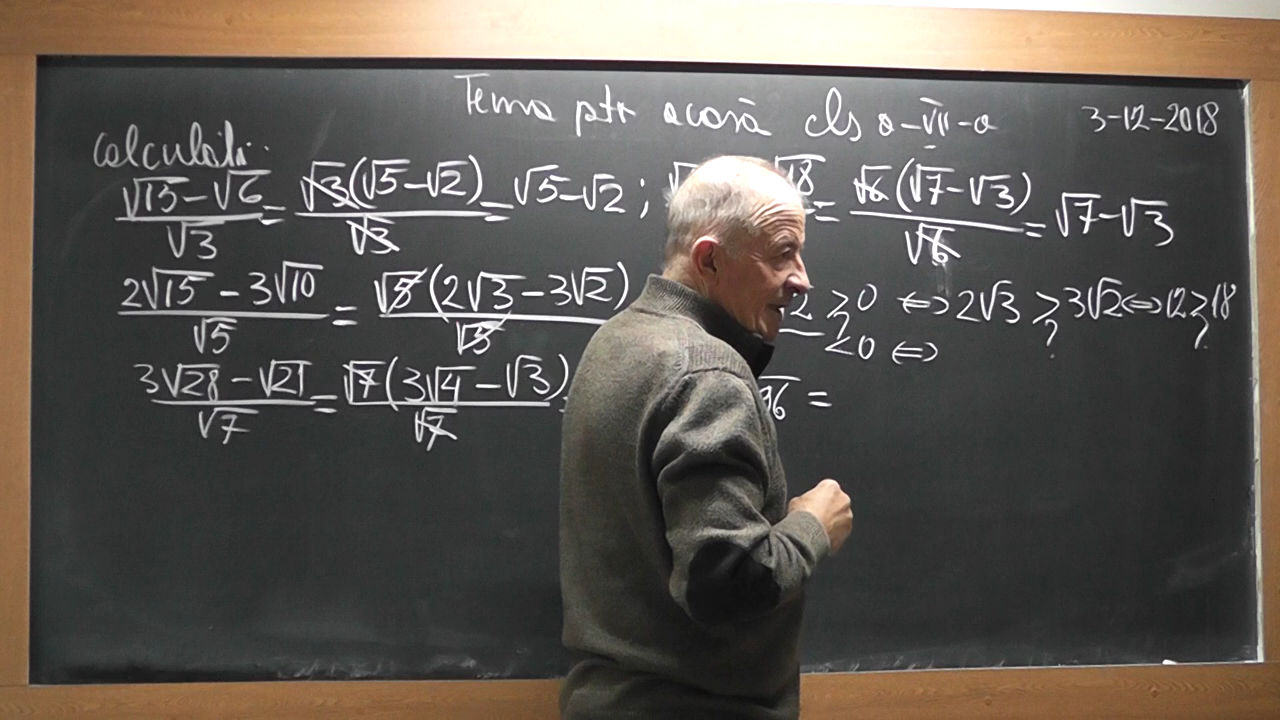 Tema ptr acasă cls a-VII-a 3-12-2018
Calculați:
(√15-√6)/√3 = √3(√5-√2)/√3 = √5-√2; √18 = √6(√7-√3)/√6 = √7-√3
(2√15-3√10)/√5 = √5(2√3-3√2)/√5 2 ≥0 ⇔ 2√3 ≥? 3√2 ⇔ 12 ≥? 18
<0 ⇔
(3√28-√21)/√7 = √7(3√4-√3)/√7 = 96 =